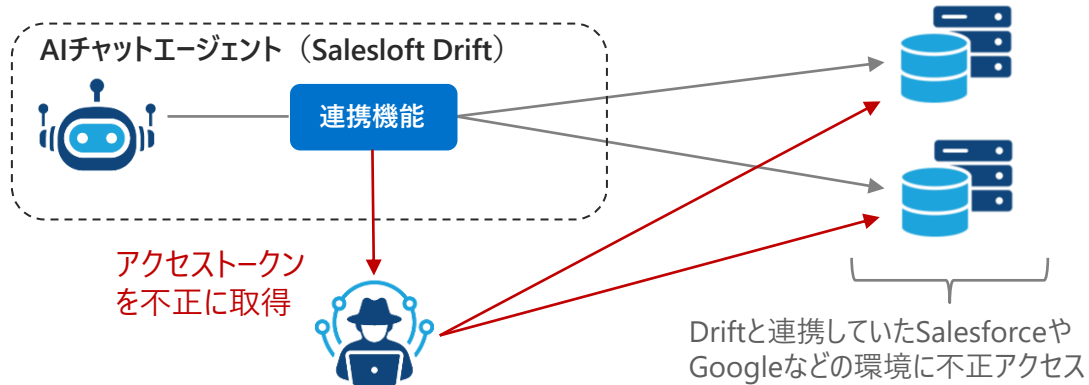 AIチャットエージェント（Salesloft Drift）
連携機能
アクセストークン
を不正に取得
Driftと連携していたSalesforceや
Googleなどの環境に不正アクセス